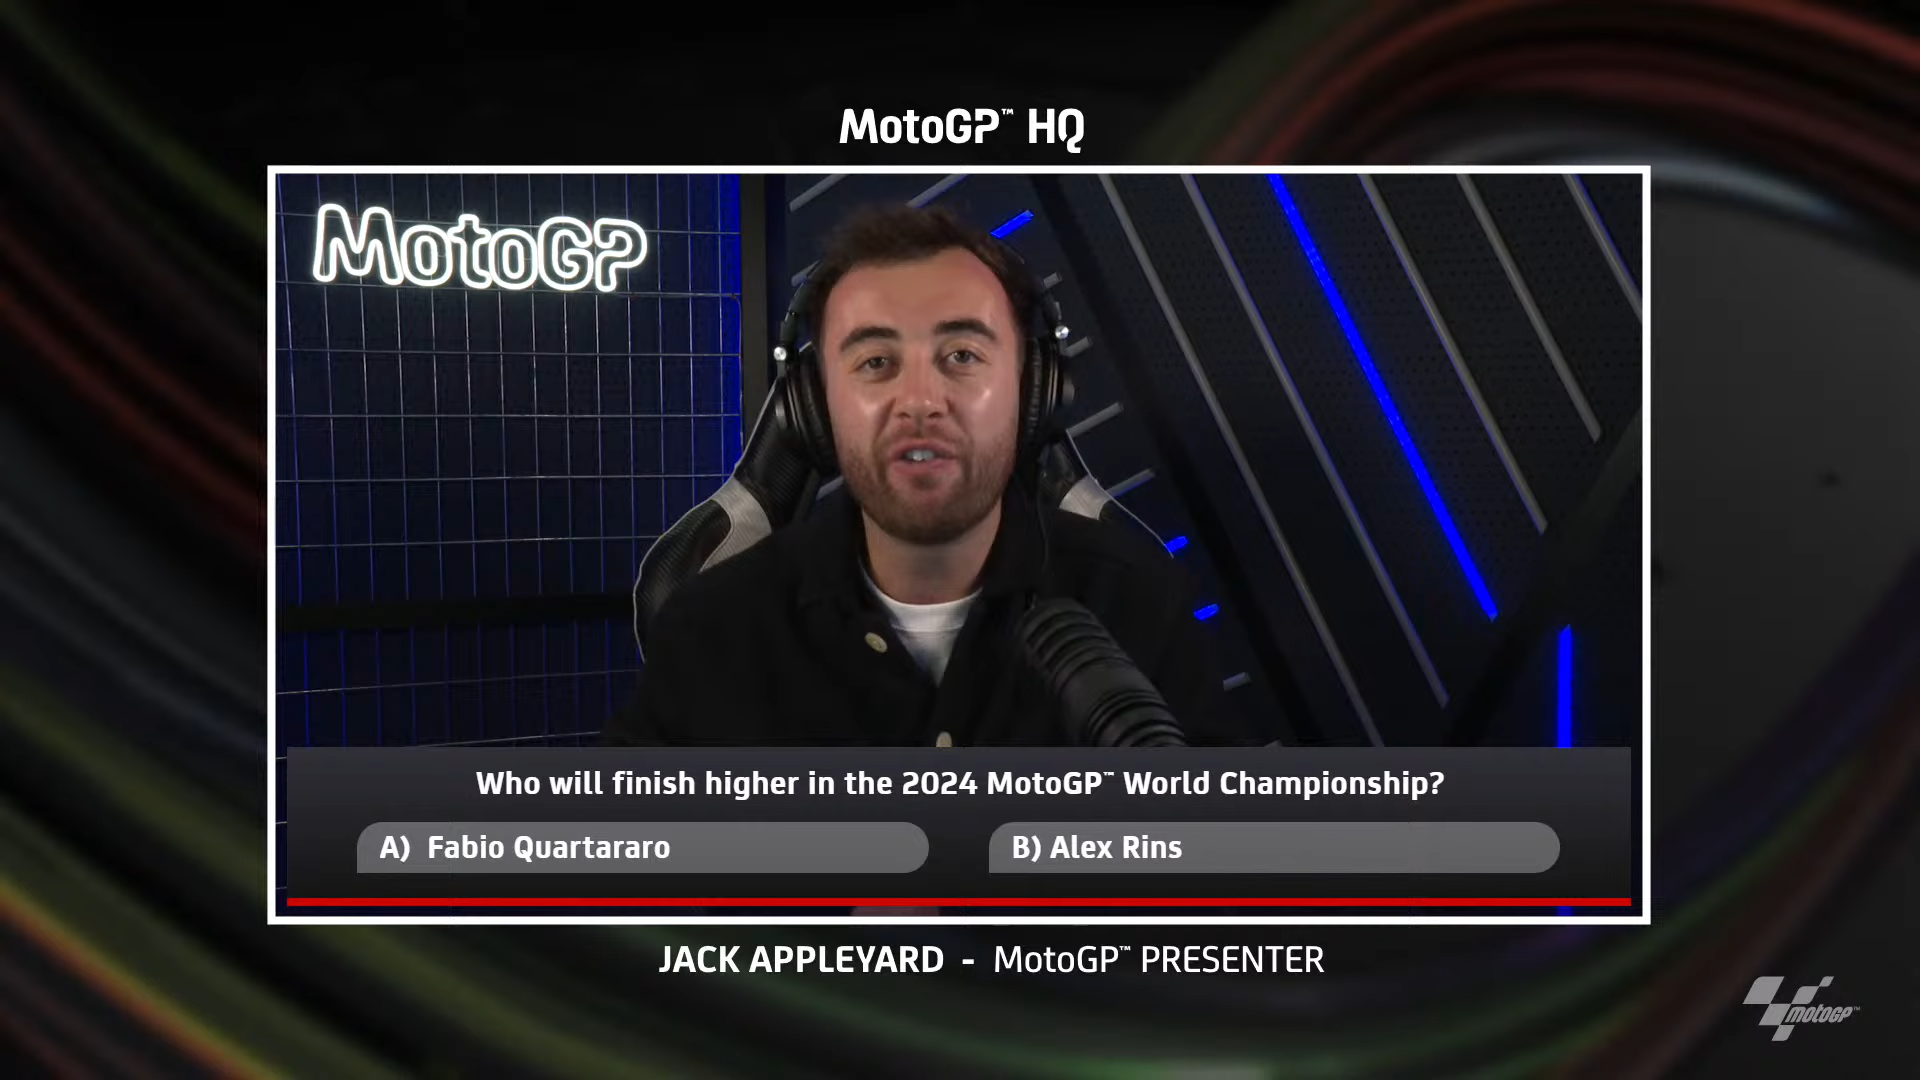 MotoGP™ HQ
MotoGP
Who will finish higher in the 2024 MotoGP™ World Championship?
A) Fabio Quartararo
B) Alex Rins
JACK APPLEYARD - MotoGP™ PRESENTER
MotoGP™